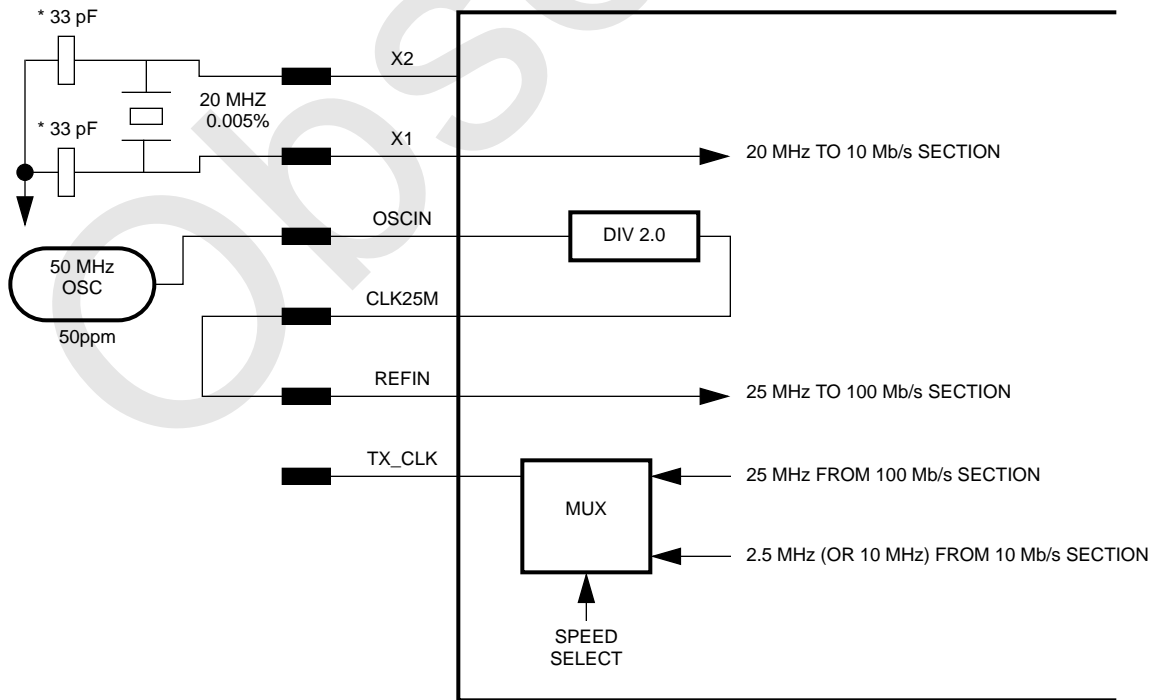 * 33 pF
X2
20 MHZ
0.005%
* 33 pF
X1
20 MHz TO 10 Mb/s SECTION
OSCIN
DIV 2.0
50 MHz
OSC
CLK25M
50ppm
REFIN
25 MHz TO 100 Mb/s SECTION
TX_CLK
25 MHz FROM 100 Mb/s SECTION
MUX
2.5 MHz (OR 10 MHz) FROM 10 Mb/s SECTION
SPEED
SELECT
Obs